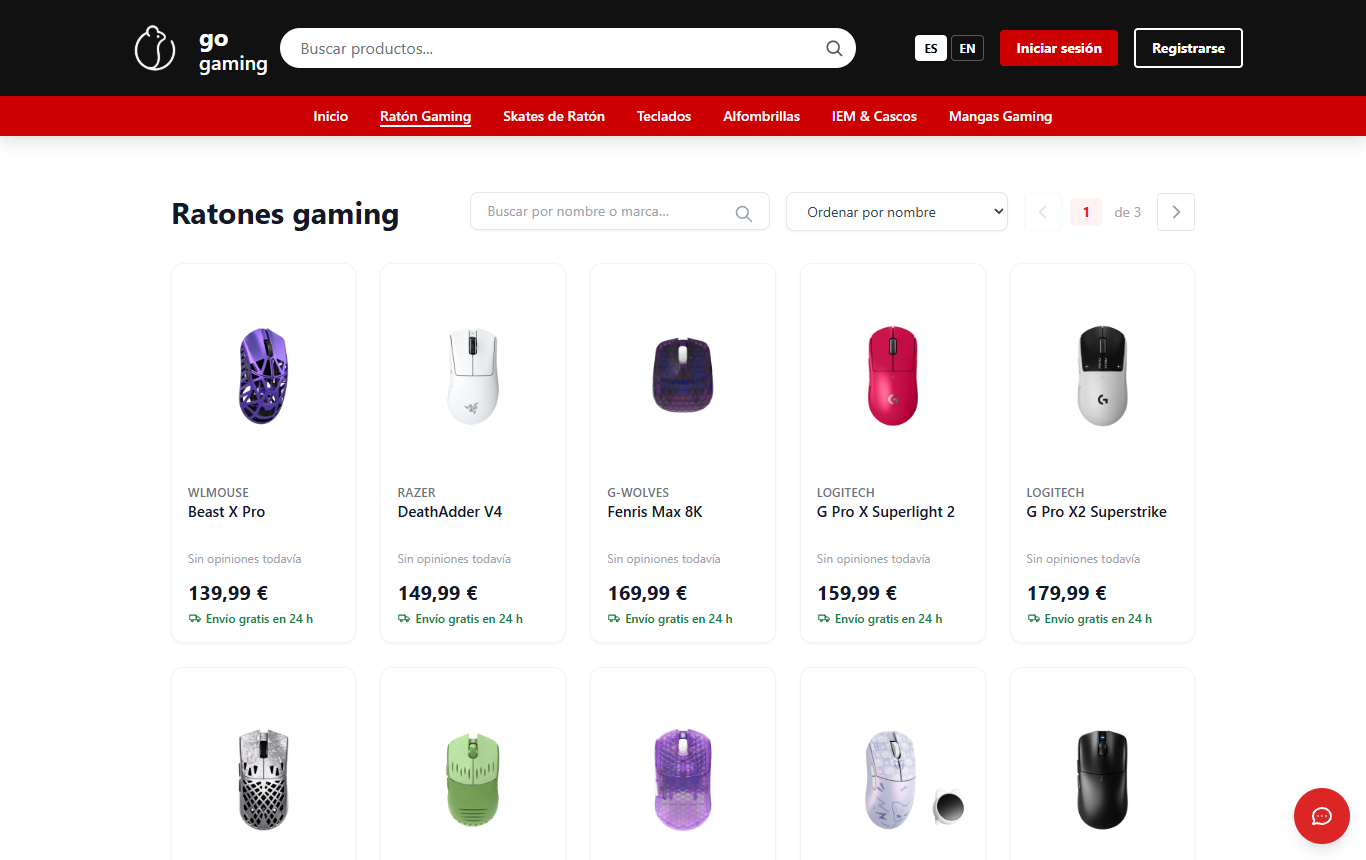 go
gaming
Buscar productos...
ES
EN
Iniciar sesión
Registrarse
Inicio
Ratón Gaming
Skates de Ratón
Teclados
Alfombrillas
IEM & Cascos
Mangas Gaming
Ratones gaming
Buscar por nombre o marca...
Ordenar por nombre
1
de 3
WLMOUSE
Beast X Pro
Sin opiniones todavía
139,99 €
Envío gratis en 24 h
RAZER
DeathAdder V4
Sin opiniones todavía
149,99 €
Envío gratis en 24 h
G-WOLVES
Fenris Max 8K
Sin opiniones todavía
169,99 €
Envío gratis en 24 h
LOGITECH
G Pro X Superlight 2
Sin opiniones todavía
159,99 €
Envío gratis en 24 h
LOGITECH
G Pro X2 Superstrike
Sin opiniones todavía
179,99 €
Envío gratis en 24 h